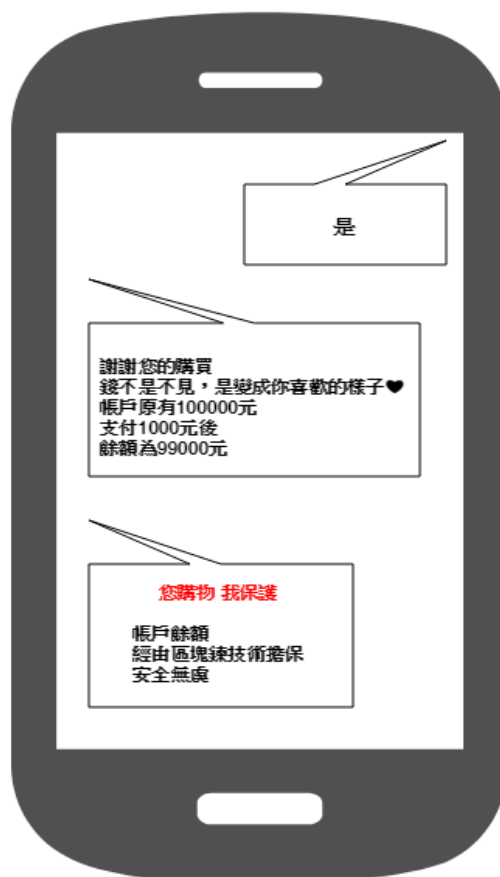 是
謝謝您的購買
錢不是不見，是變成你喜歡的樣子♥
帳戶原有100000元
支付1000元後
餘額為99000元
您購物 我保護
帳戶餘額
經由區塊鍊技術擔保
安全無虞